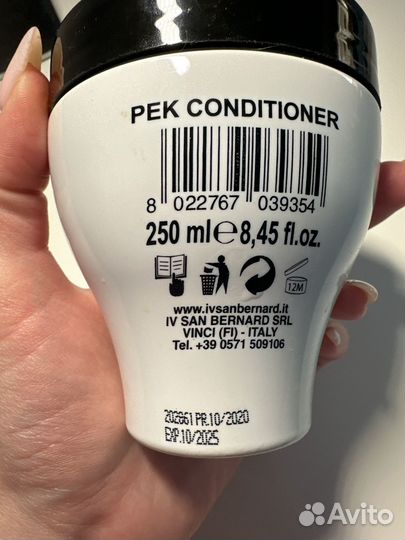 PEK CONDITIONER
8 022767 039354
250 ml ℮ 8,45 fl.oz.
12M
www.ivsanbernard.it
IV SAN BERNARD SRL
VINCI (FI) - ITALY
Tel. +39 0571 509106
202861 PR.10/2020
EXP.10/2025
Avito